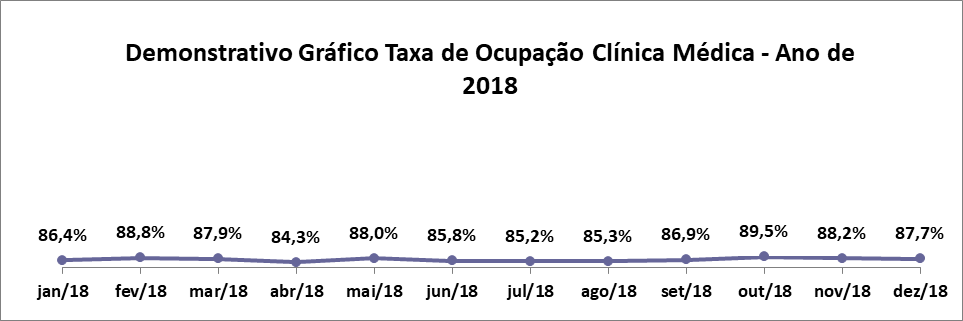 Demonstrativo Gráfico Taxa de Ocupação Clínica Médica - Ano de
2018
86,4% 88,8% 87,9% 84,3% 88,0% 85,8% 85,2% 85,3% 86,9% 89,5% 88,2% 87,7%
jan/18 fev/18 mar/18 abr/18 mai/18 jun/18 jul/18 ago/18 set/18 out/18 nov/18 dez/18